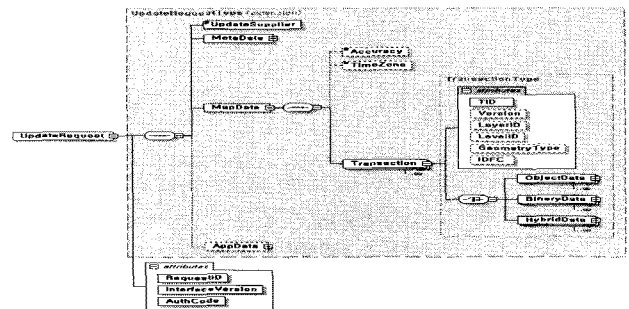 UpdateRequestType (extension)
UpdateSupplier
MetaData
Accuracy
TimeZone
TransactionType
attributes
TID
Version
LayerID
LevelID
GeometryType
IDFC
MapData
UpdateRequest
Transaction
ObjectData
BinaryData
HybridData
AppData
attributes
RequestID
InterfaceVersion
AuthCode